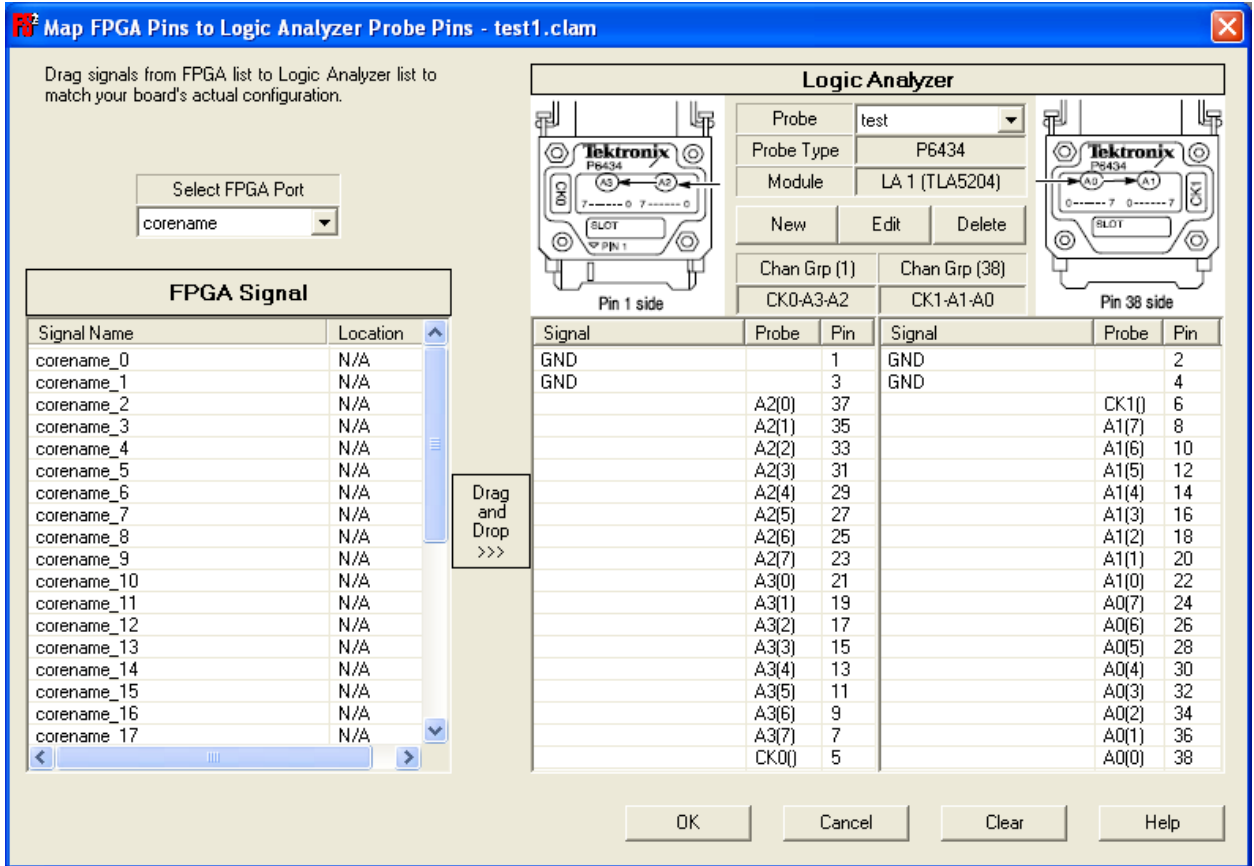 FS2 Map FPGA Pins to Logic Analyzer Probe Pins - test1.clam
Drag signals from FPGA list to Logic Analyzer list to
match your board's actual configuration.
Select FPGA Port
corename
FPGA Signal
Signal Name Location
corename_0 N/A
corename_1 N/A
corename_2 N/A
corename_3 N/A
corename_4 N/A
corename_5 N/A
corename_6 N/A
corename_7 N/A
corename_8 N/A
corename_9 N/A
corename_10 N/A
corename_11 N/A
corename_12 N/A
corename_13 N/A
corename_14 N/A
corename_15 N/A
corename_16 N/A
corename_17 N/A
Drag
and
Drop
>>>
Logic Analyzer
Tektronix
P6434
A3 A2
CK0
7------0 7------0
SLOT
PIN 1
Pin 1 side
Probe test
Probe Type P6434
Module LA 1 (TLA5204)
New Edit Delete
Chan Grp (1) Chan Grp (38)
CK0-A3-A2 CK1-A1-A0
Tektronix
P6434
A0 A1
CK1
0------7 0------7
SLOT
Pin 38 side
Signal Probe Pin Signal Probe Pin
GND 1 GND 2
GND 3 GND 4
A2(0) 37 CK1() 6
A2(1) 35 A1(7) 8
A2(2) 33 A1(6) 10
A2(3) 31 A1(5) 12
A2(4) 29 A1(4) 14
A2(5) 27 A1(3) 16
A2(6) 25 A1(2) 18
A2(7) 23 A1(1) 20
A3(0) 21 A1(0) 22
A3(1) 19 A0(7) 24
A3(2) 17 A0(6) 26
A3(3) 15 A0(5) 28
A3(4) 13 A0(4) 30
A3(5) 11 A0(3) 32
A3(6) 9 A0(2) 34
A3(7) 7 A0(1) 36
CK0() 5 A0(0) 38
OK Cancel Clear Help